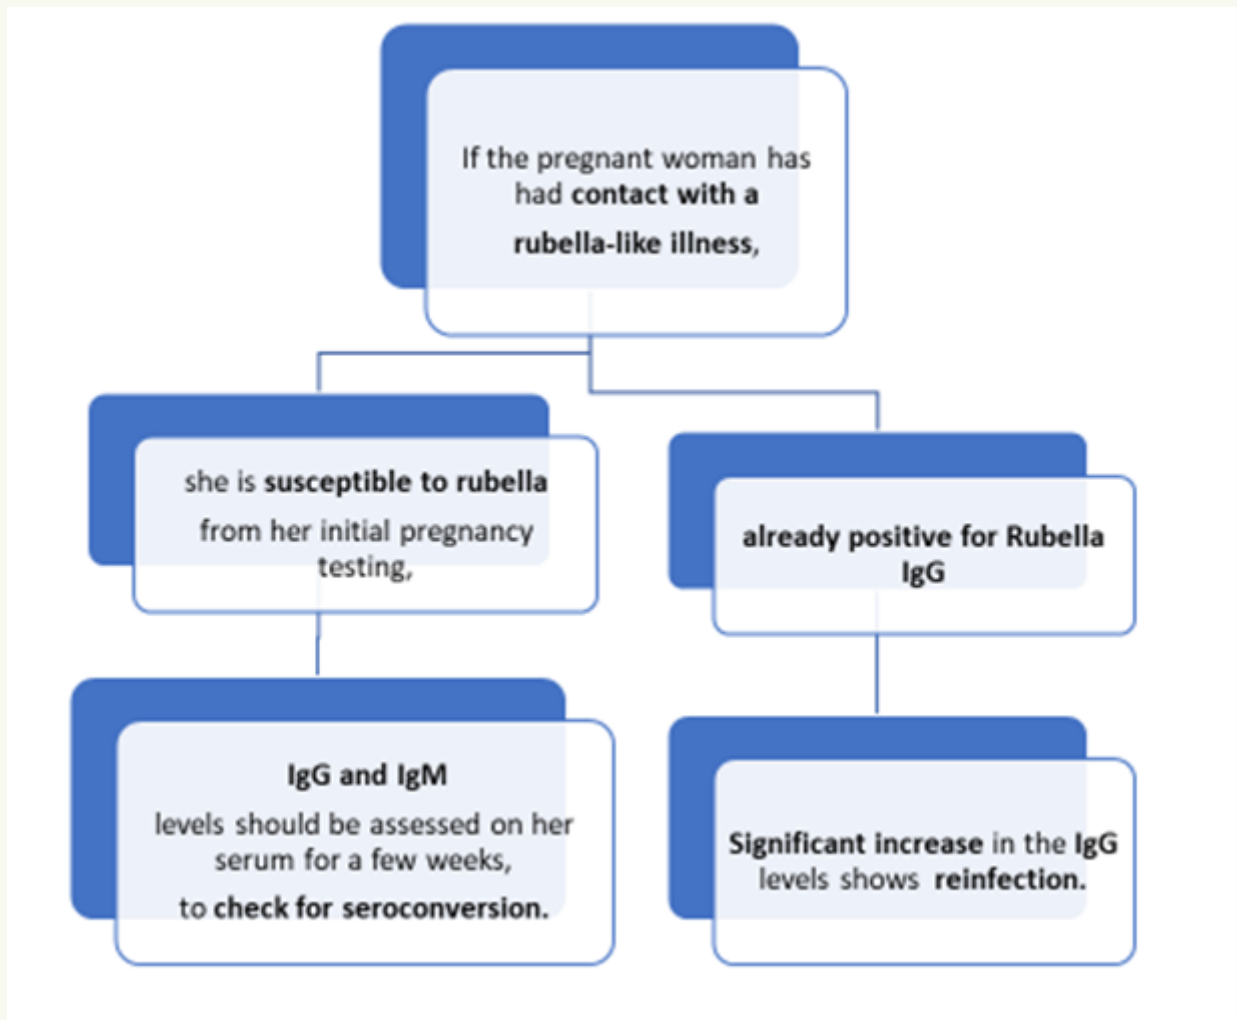 If the pregnant woman has
had contact with a
rubella-like illness,
she is susceptible to rubella
from her initial pregnancy
testing,
already positive for Rubella
IgG
IgG and IgM
levels should be assessed on her
serum for a few weeks,
to check for seroconversion.
Significant increase in the IgG
levels shows reinfection.